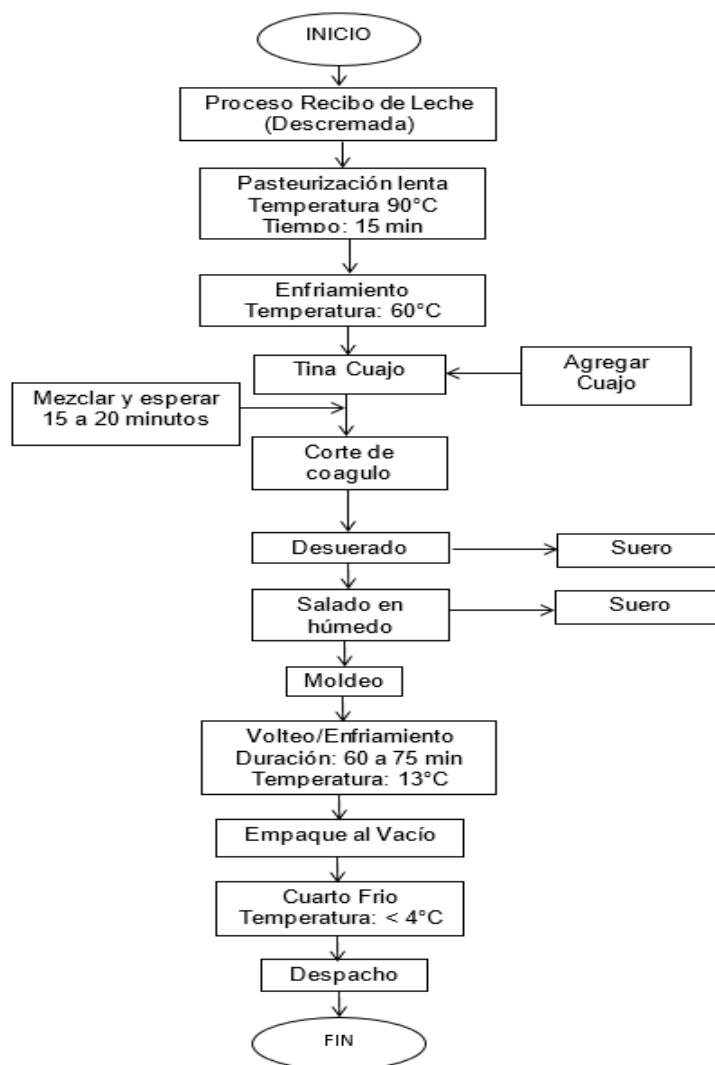 INICIO
Proceso Recibo de Leche
(Descremada)
Pasteurización lenta
Temperatura 90°C
Tiempo: 15 min
Enfriamiento
Temperatura: 60°C
Tina Cuajo
Agregar
Cuajo
Mezclar y esperar
15 a 20 minutos
Corte de
coagulo
Desuerado
Suero
Salado en
húmedo
Suero
Moldeo
Volteo/Enfriamiento
Duración: 60 a 75 min
Temperatura: 13°C
Empaque al Vacío
Cuarto Frio
Temperatura: < 4°C
Despacho
FIN